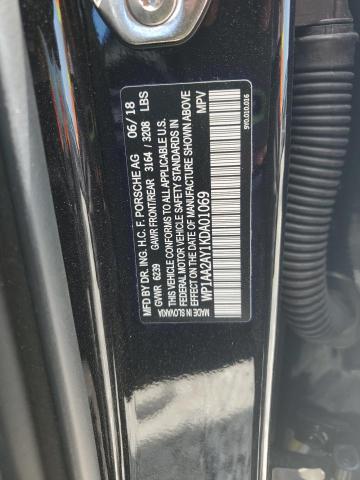 MFD BY DR. ING. H.C. F. PORSCHE AG 06/18
GVWR 6239 GAWR FRONT/REAR 3164 / 3208 LBS
THIS VEHICLE CONFORMS TO ALL APPLICABLE U.S.
FEDERAL MOTOR VEHICLE SAFETY STANDARDS IN EFFECT ON
THE DATE OF MANUFACTURE SHOWN ABOVE
WP1AA2AY1KDA01069 MPV
MADE IN SLOVAKIA
9Y0.010.016